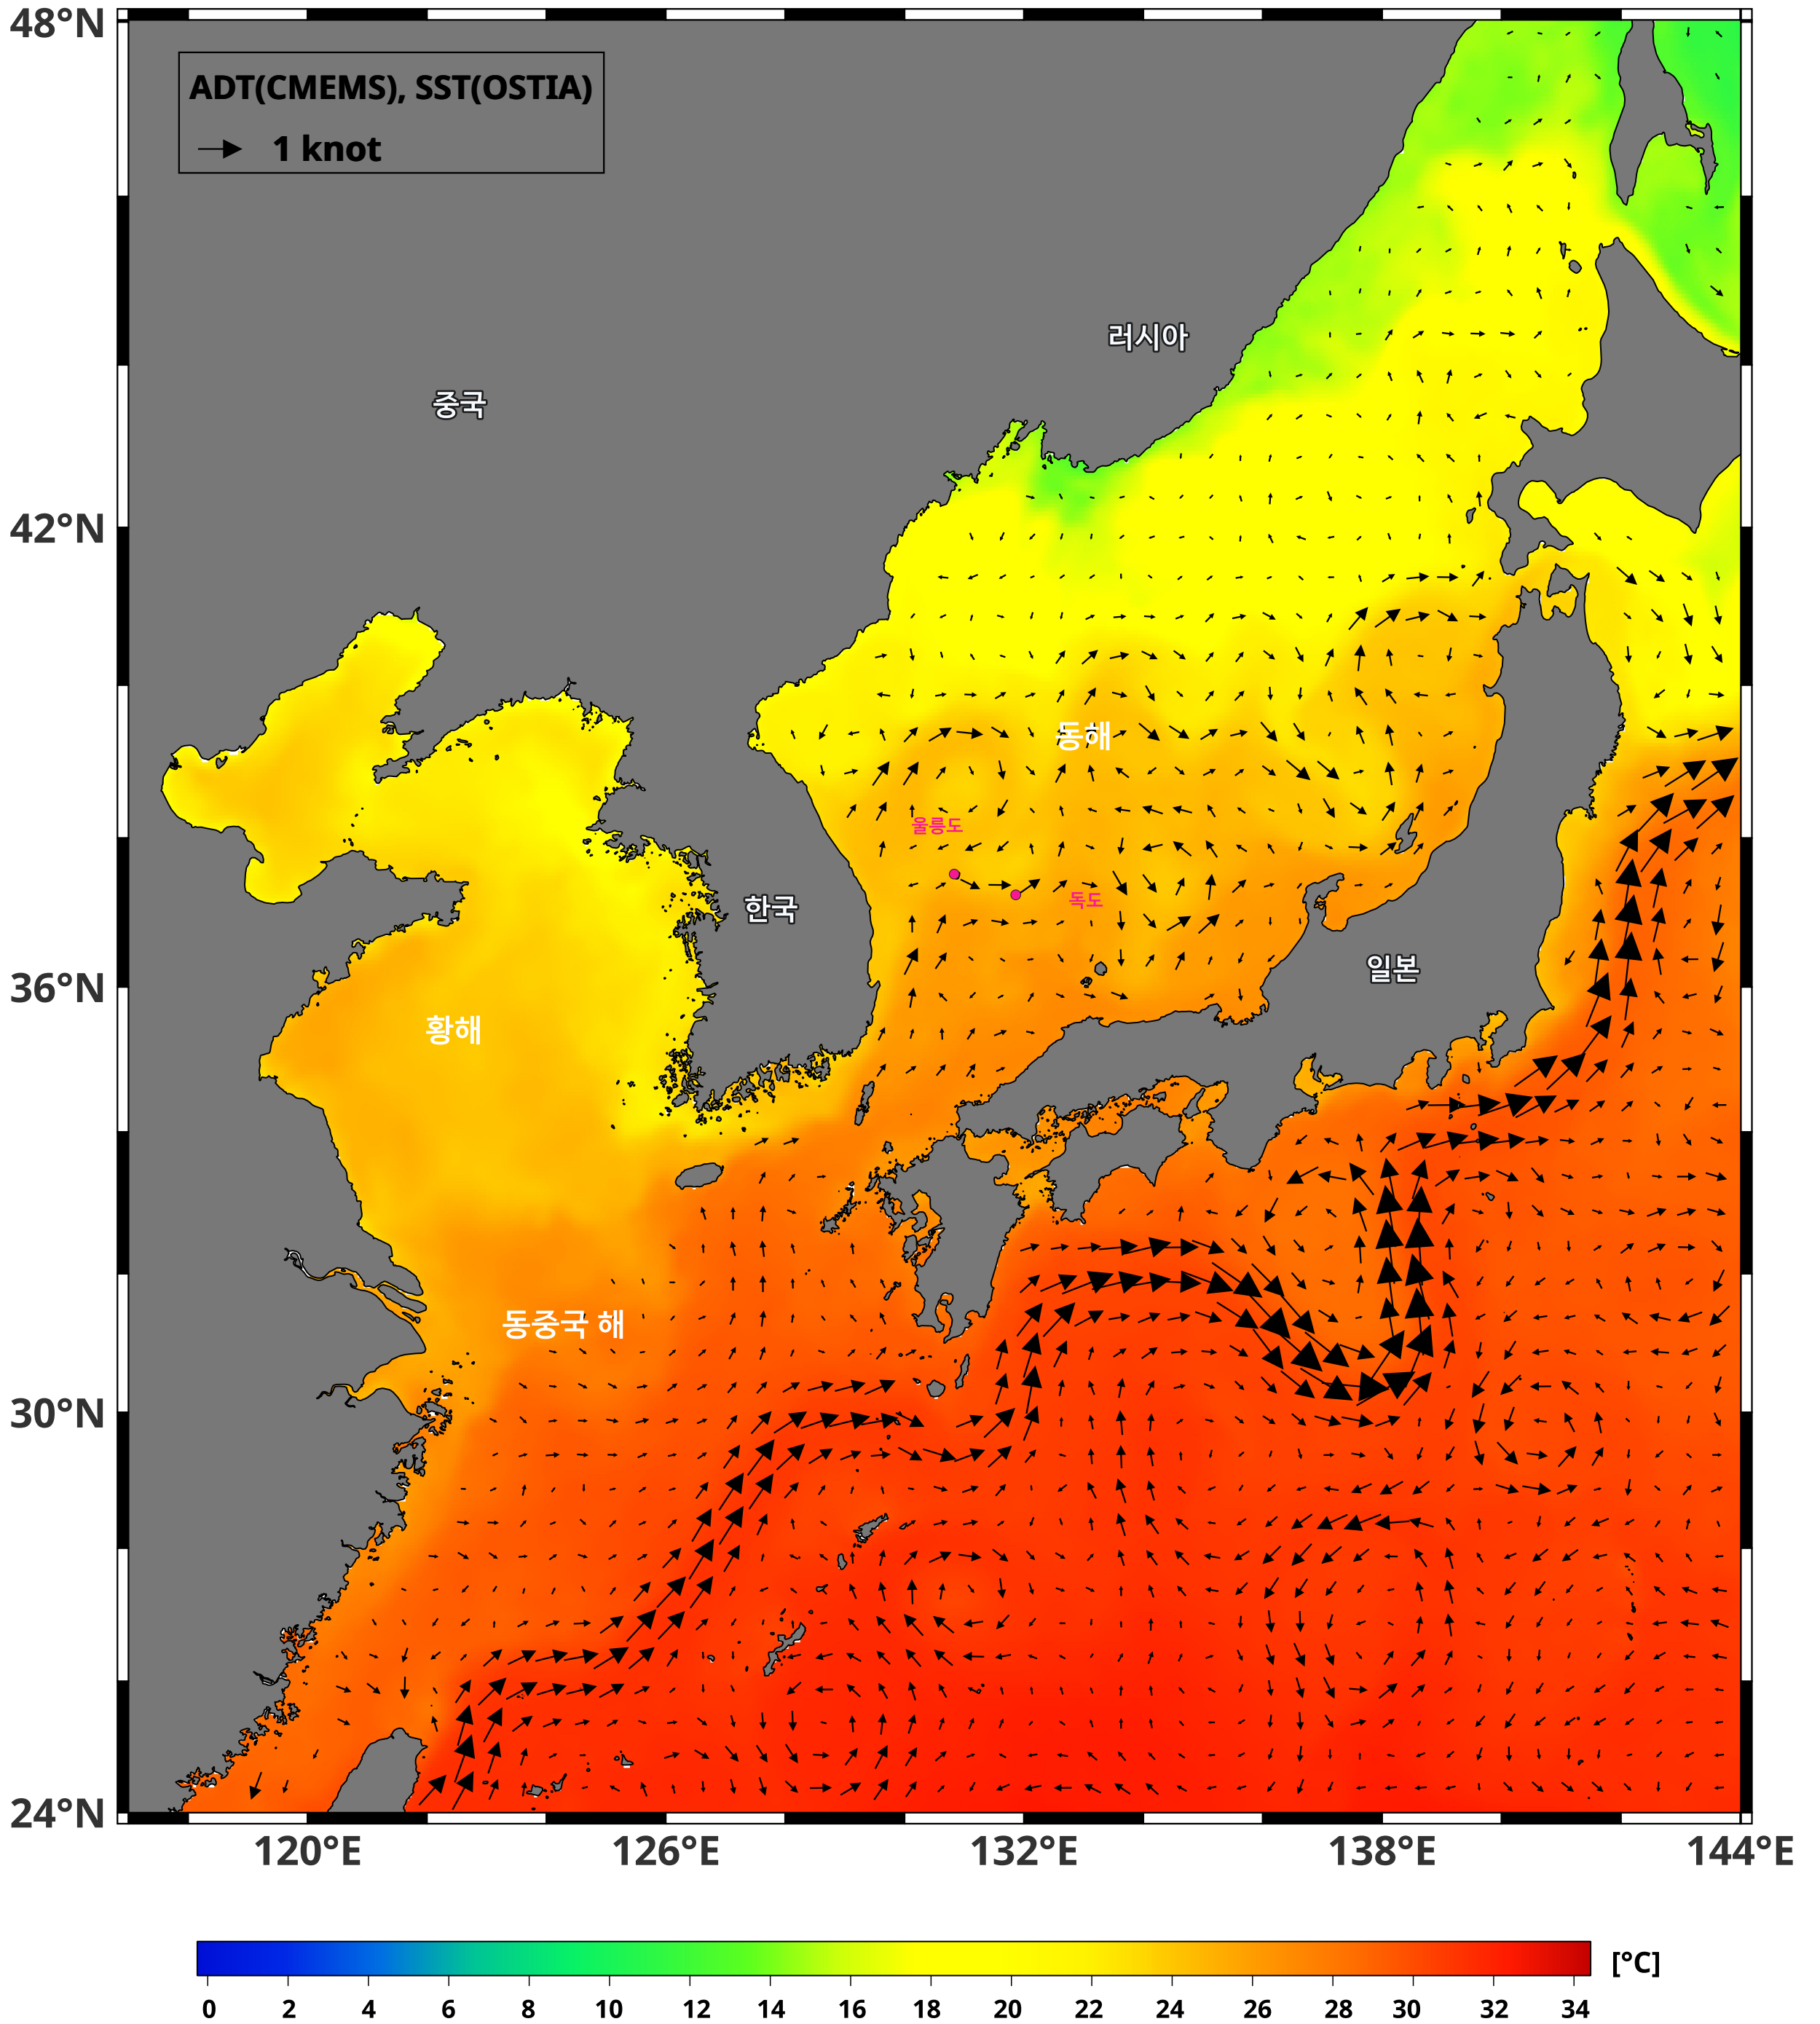 48°N
ADT(CMEMS), SST(OSTIA)
1 knot
러시아
중국
42°N
동해
울릉도
독도
한국
일본
36°N
황해
동중국 해
30°N
24°N
120°E 126°E 132°E 138°E 144°E
[°C]
0 2 4 6 8 10 12 14 16 18 20 22 24 26 28 30 32 34